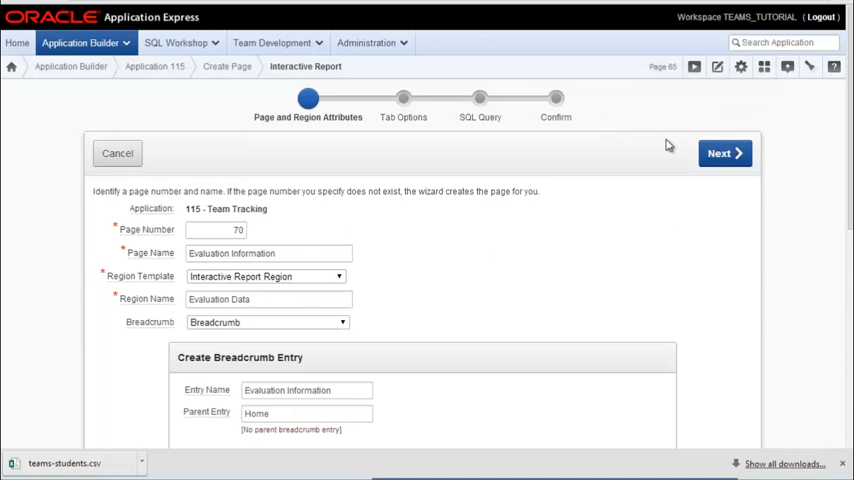 ORACLE Application Express Workspace TEAMS_TUTORIAL (Logout)
Home Application Builder SQL Workshop Team Development Administration Search Application
Application Builder Application 115 Create Page Interactive Report Page 65
Page and Region Attributes Tab Options SQL Query Confirm
Cancel Next
Identify a page number and name. If the page number you specify does not exist, the wizard creates the page for you.
Application: 115 - Team Tracking
* Page Number 70
* Page Name Evaluation Information
* Region Template Interactive Report Region
* Region Name Evaluation Data
Breadcrumb Breadcrumb
Create Breadcrumb Entry
Entry Name Evaluation Information
Parent Entry Home
[No parent breadcrumb entry]
teams-students.csv Show all downloads...